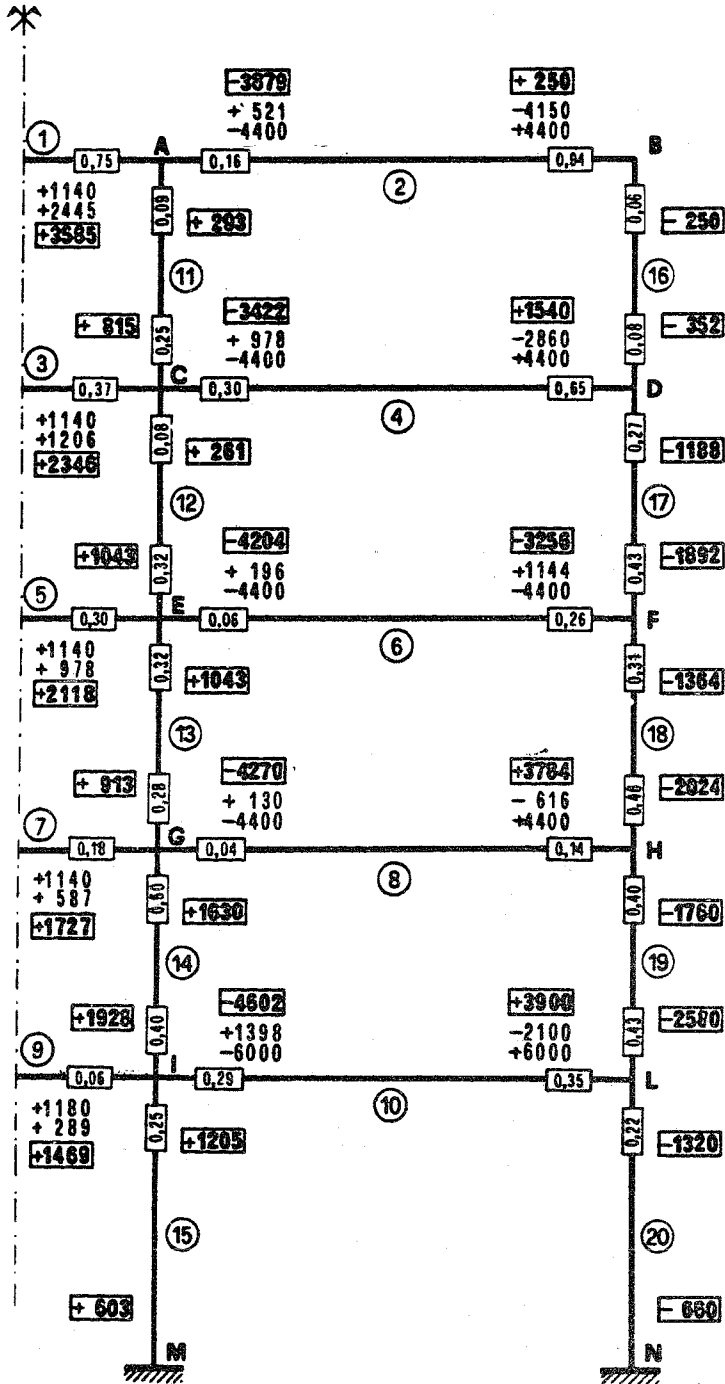 -3879 + 250
+ 521 -4150
-4400 +4400
1 A B
0,75 0,16 0,94
2
+1140 0,09 + 293 0,06 - 250
+2445
+3585
11 16
+ 815 -3422 +1540 - 352
0,25 + 978 -2860 0,08
3 -4400 +4400
C D
0,37 0,30 0,65
4
+1140 0,08 + 261 0,27 -1188
+1206
+2346
12 17
+1043 -4204 -3256 -1892
0,32 + 196 +1144 0,43
5 -4400 -4400
E F
0,30 0,06 0,26
6
+1140 0,32 +1043 0,31 -1364
+ 978
+2118
13 18
+ 913 -4270 +3784 -2024
0,28 + 130 - 616 0,46
7 -4400 +4400
G H
0,18 0,04 0,14
8
+1140 0,50 +1630 0,40 -1760
+ 587
+1727
14 19
+1928 -4602 +3900 -2580
0,40 +1398 -2100 0,43
9 -6000 +6000
I L
0,06 0,29 0,35
10
+1180 0,25 +1205 0,22 -1320
+ 289
+1469
15 20
+ 603 - 660
M N